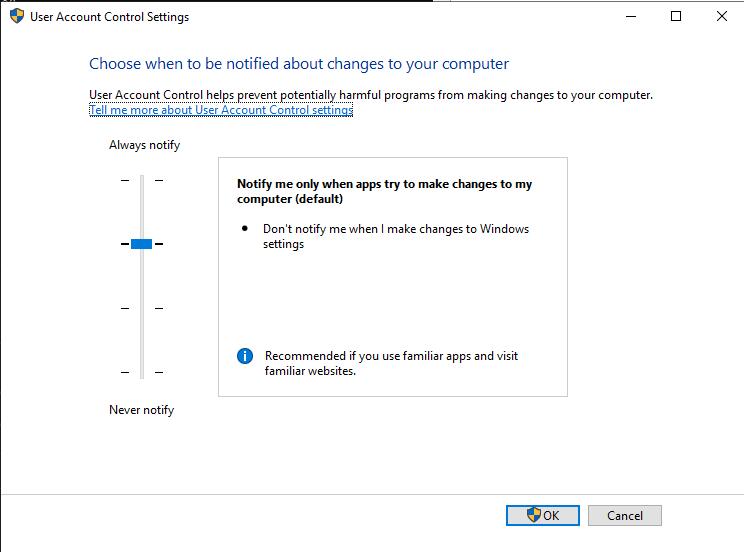 User Account Control Settings
Choose when to be notified about changes to your computer
User Account Control helps prevent potentially harmful programs from making changes to your computer.
Tell me more about User Account Control settings
Always notify
Notify me only when apps try to make changes to my
computer (default)
Don't notify me when I make changes to Windows
settings
Recommended if you use familiar apps and visit
familiar websites.
Never notify
OK
Cancel